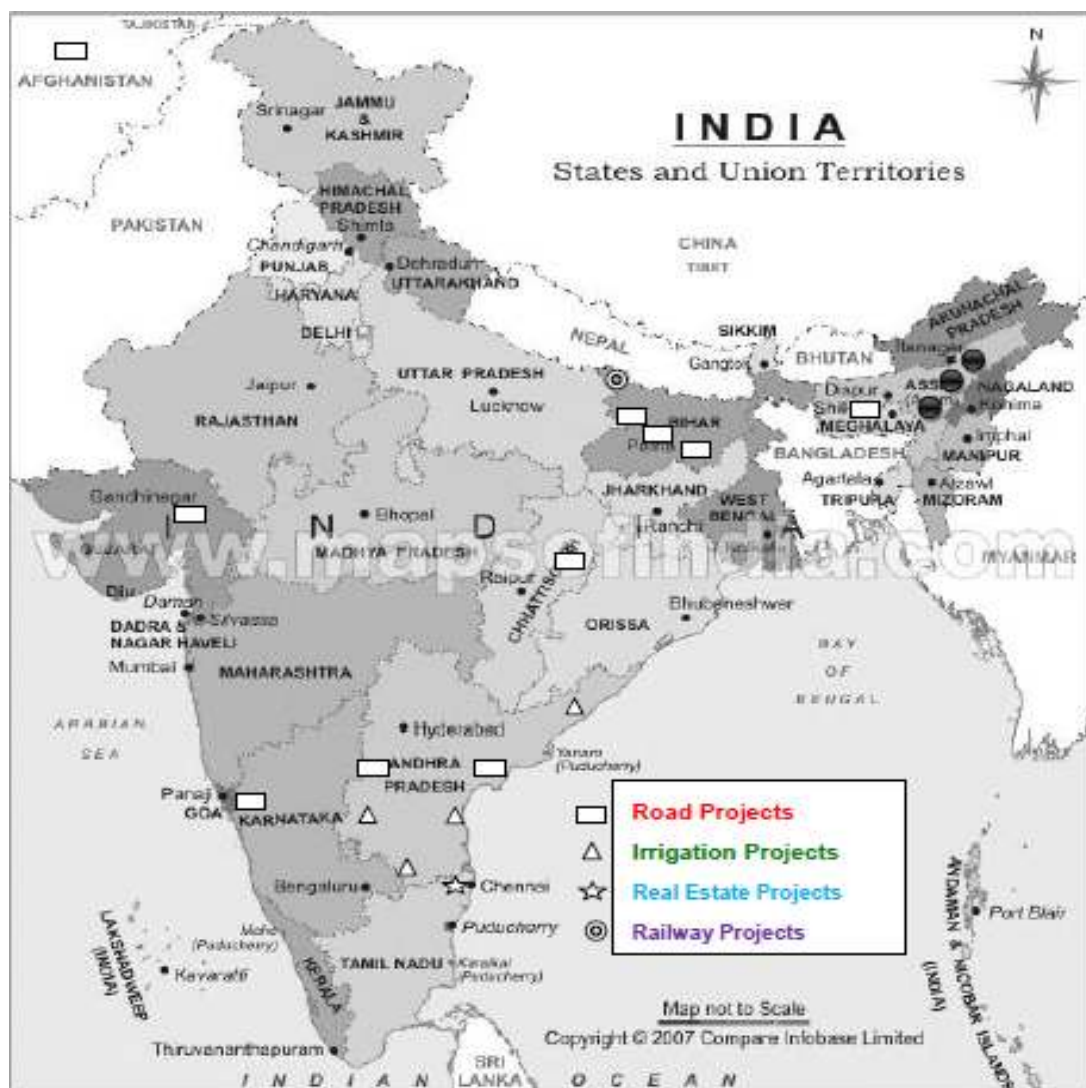 TAJIKISTAN
AFGHANISTAN
N
JAMMU
&
KASHMIR
Srinagar
INDIA
States and Union Territories
HIMACHAL
PRADESH
Shimla
PAKISTAN
Chandigarh
PUNJAB
Dehradun
UTTARAKHAND
CHINA
TIBET
HARYANA
DELHI
NEPAL
SIKKIM
Gangtok
BHUTAN
ARUNACHAL
PRADESH
Itanagar
UTTAR PRADESH
Lucknow
Jaipur
RAJASTHAN
Dispur
NAGALAND
Kohima
MEGHALAYA
BIHAR
BANGLADESH
Imphal
MANIPUR
Agartala
TRIPURA
Aizawl
MIZORAM
JHARKHAND
Ranchi
WEST
BENGAL
Gandhinagar
Bhopal
MADHYA PRADESH
I N D I A
www.mapsofindia.com
MYANMAR
Raipur
CHHATTISGARH
Bhubaneshwar
ORISSA
Diu
Daman
Silvassa
DADRA &
NAGAR HAVELI
Mumbai
MAHARASHTRA
BAY
OF
BENGAL
ARABIAN
SEA
Hyderabad
ANDHRA
PRADESH
Yanam
(Puducherry)
Panaji
GOA
KARNATAKA
Road Projects
Irrigation Projects
Real Estate Projects
Railway Projects
Bengaluru
Chennai
Puducherry
Mahe
(Puducherry)
Karaikal
(Puducherry)
TAMIL NADU
KERALA
LAKSHADWEEP
(INDIA)
Kavaratti
ANDAMAN & NICOBAR ISLANDS
(INDIA)
Port Blair
Map not to Scale
Copyright © 2007 Compare Infobase Limited
Thiruvananthapuram
SRI
LANKA
INDIAN OCEAN